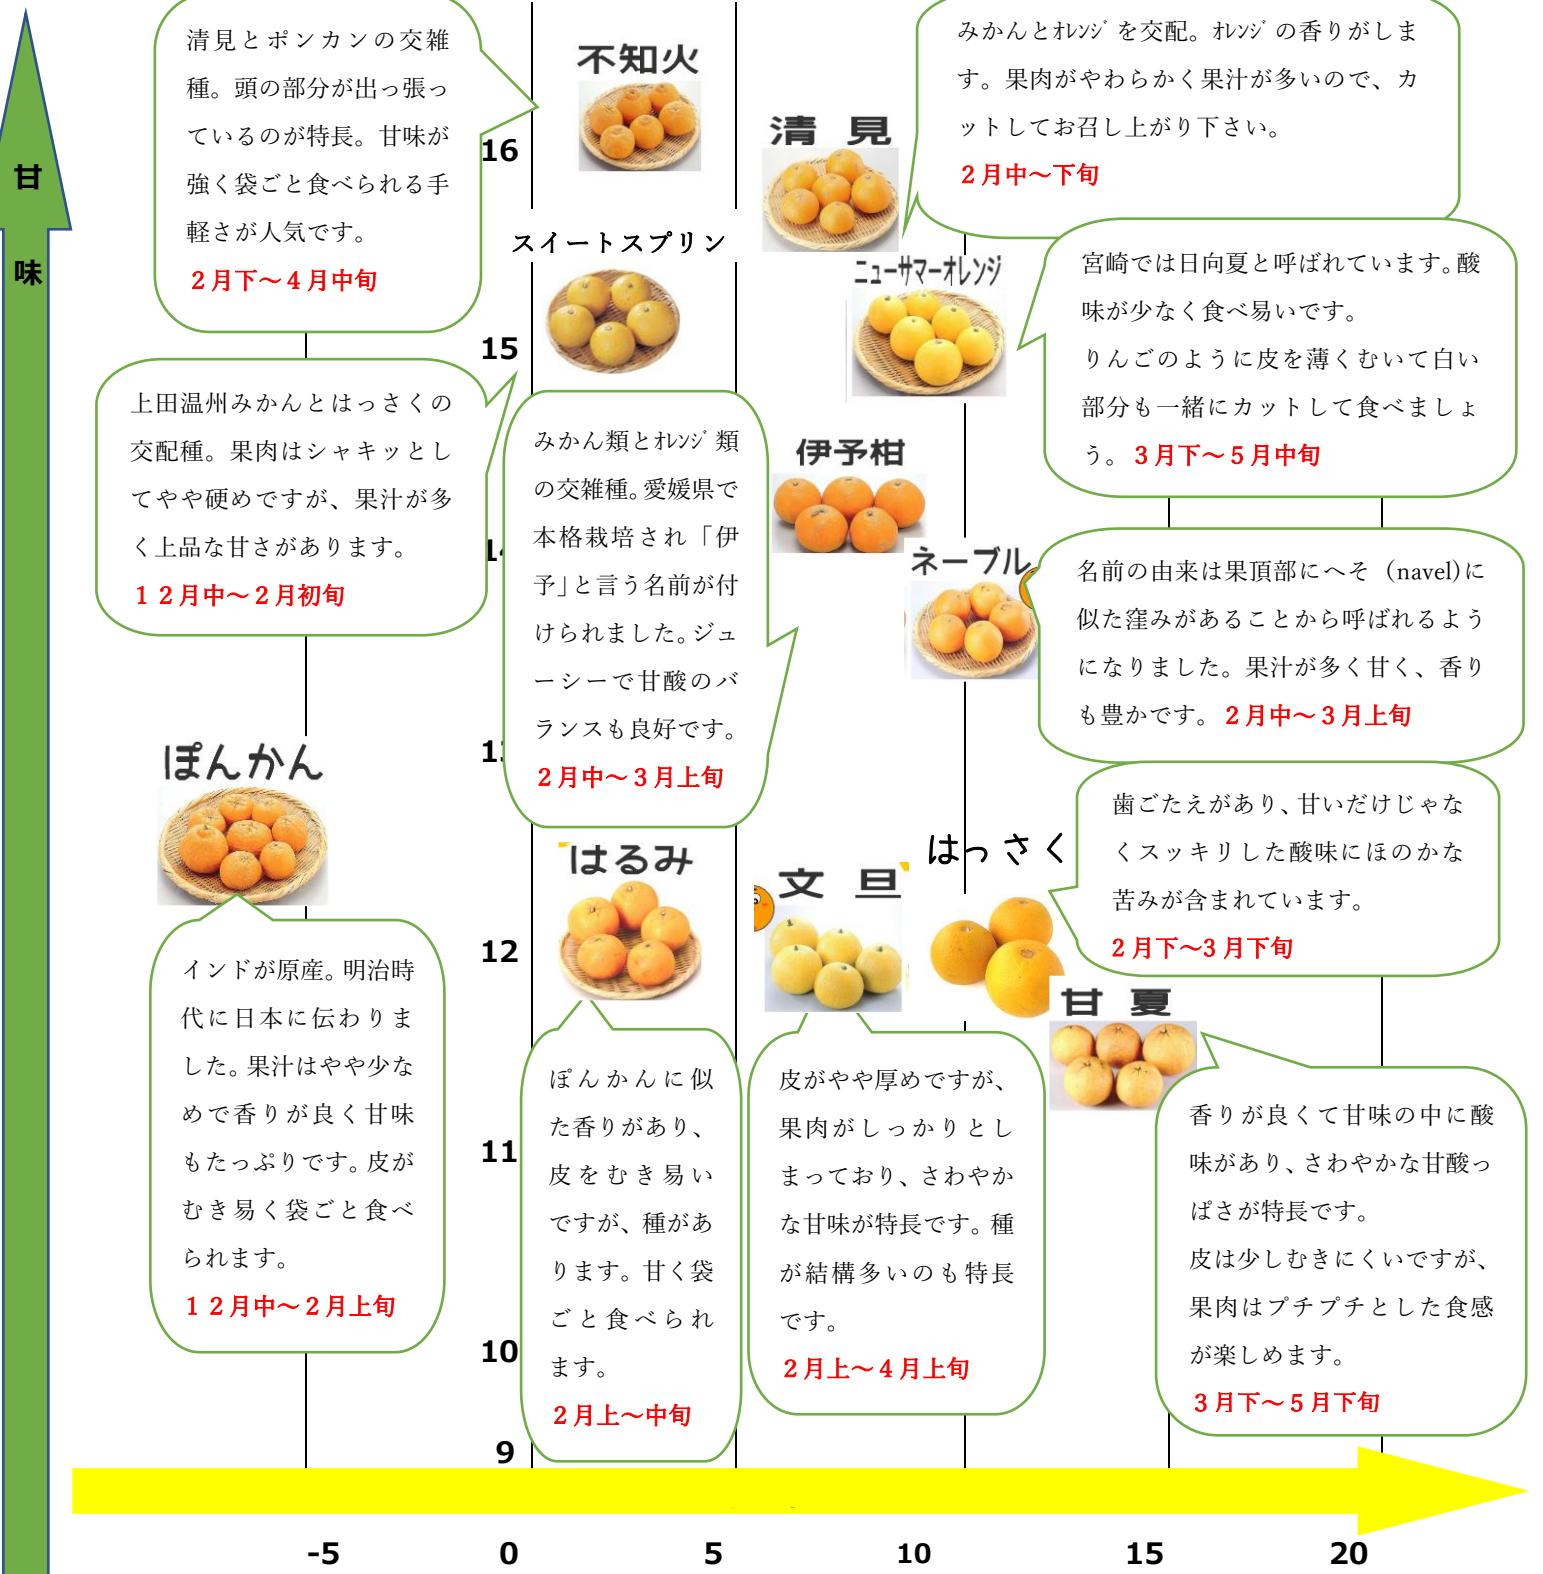 甘
味
清見とポンカンの交雑
種。頭の部分が出っ張っ
ているのが特長。甘味が
強く袋ごと食べられる手
軽さが人気です。
２月下～４月中旬
不知火
清 見
みかんとｵﾚﾝｼﾞを交配。ｵﾚﾝｼﾞの香りがしま
す。果肉がやわらかく果汁が多いので、カ
ットしてお召し上がり下さい。
２月中～下旬
16
スイートスプリン
ニューサマーオレンジ
宮崎では日向夏と呼ばれています。酸
味が少なく食べ易いです。
りんごのように皮を薄くむいて白い
部分も一緒にカットして食べましょ
う。３月下～５月中旬
15
上田温州みかんとはっさくの
交配種。果肉はシャキッとし
てやや硬めですが、果汁が多
く上品な甘さがあります。
１２月中～２月初旬
みかん類とｵﾚﾝｼﾞ類
の交雑種。愛媛県で
本格栽培され「伊
予」と言う名前が付
けられました。ジュ
ーシーで甘酸のバ
ランスも良好です。
２月中～３月上旬
伊予柑
14
ネーブル
名前の由来は果頂部にへそ（navel)に
似た窪みがあることから呼ばれるよう
になりました。果汁が多く甘く、香り
も豊かです。２月中～３月上旬
13
ぽんかん
インドが原産。明治時
代に日本に伝わりま
した。果汁はやや少な
めで香りが良く甘味
もたっぷりです。皮が
むき易く袋ごと食べ
られます。
１２月中～２月上旬
はるみ
ぽんかんに似
た香りがあり、
皮をむき易い
ですが、種があ
ります。甘く袋
ごと食べられ
ます。
２月上～中旬
文 旦
皮がやや厚めですが、
果肉がしっかりとし
まっており、さわやか
な甘味が特長です。種
が結構多いのも特長
です。
２月上～４月上旬
はっさく
歯ごたえがあり、甘いだけじゃな
くスッキリした酸味にほのかな
苦みが含まれています。
2 月下～3 月下旬
12
甘 夏
香りが良くて甘味の中に酸
味があり、さわやかな甘酸っ
ぱさが特長です。
皮は少しむきにくいですが、
果肉はプチプチとした食感
が楽しめます。
３月下～５月下旬
11
10
9
-5 0 5 10 15 20